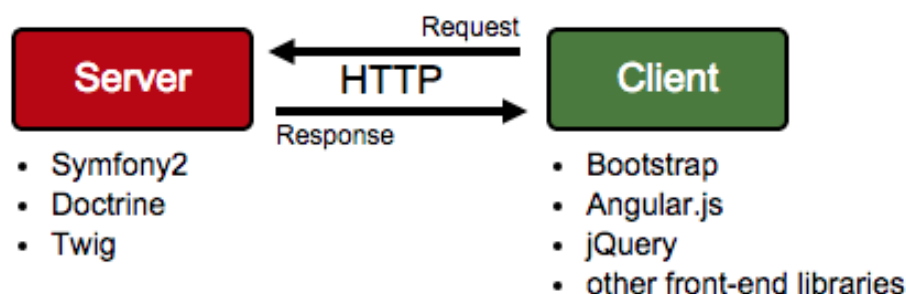 Request
Server
HTTP
Client
Response
• Symfony2
• Doctrine
• Twig
• Bootstrap
• Angular.js
• jQuery
• other front-end libraries